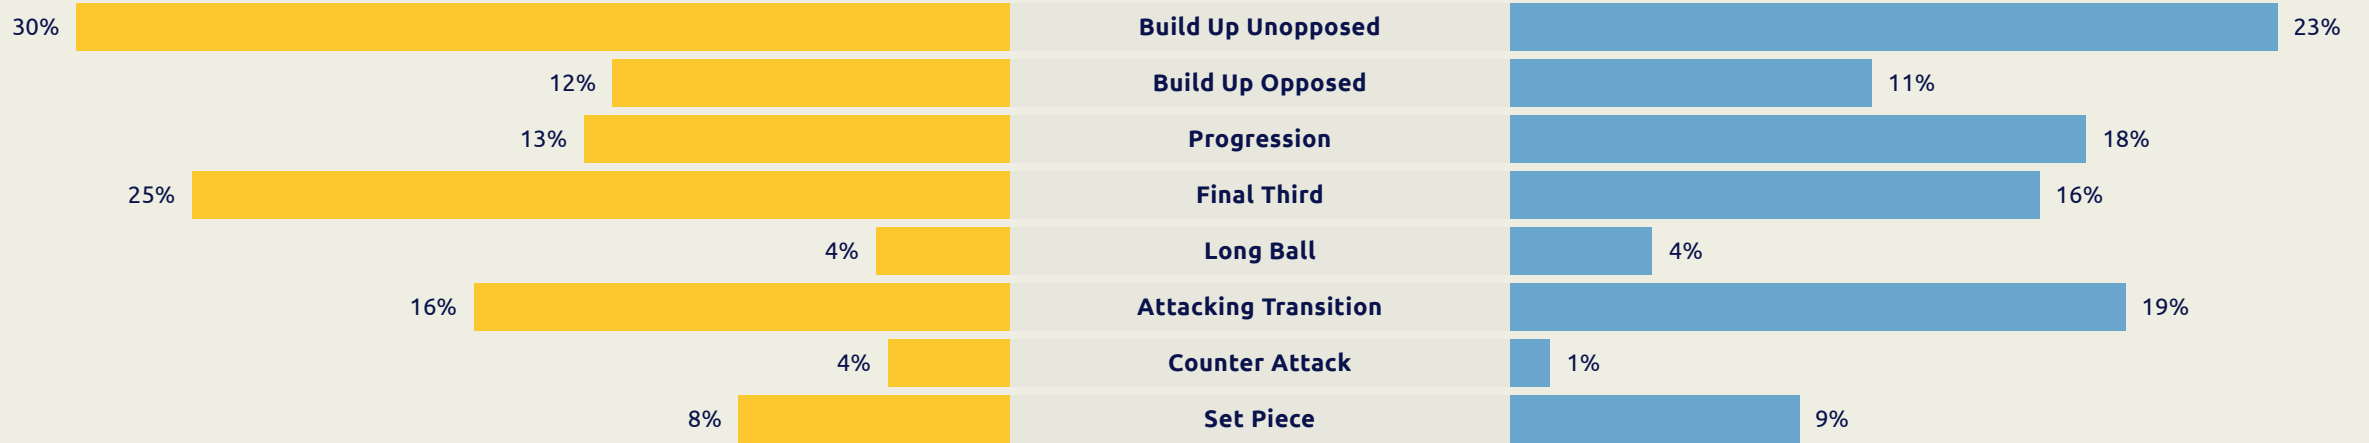 30% Build Up Unopposed 23%
12% Build Up Opposed 11%
13% Progression 18%
25% Final Third 16%
4% Long Ball 4%
16% Attacking Transition 19%
4% Counter Attack 1%
8% Set Piece 9%